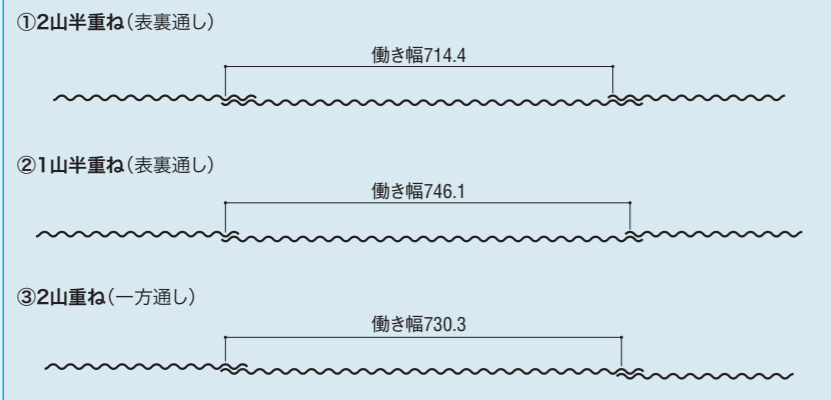 ①2山半重ね（表裏通し）
働き幅714.4
②1山半重ね（表裏通し）
働き幅746.1
③2山重ね（一方通し）
働き幅730.3